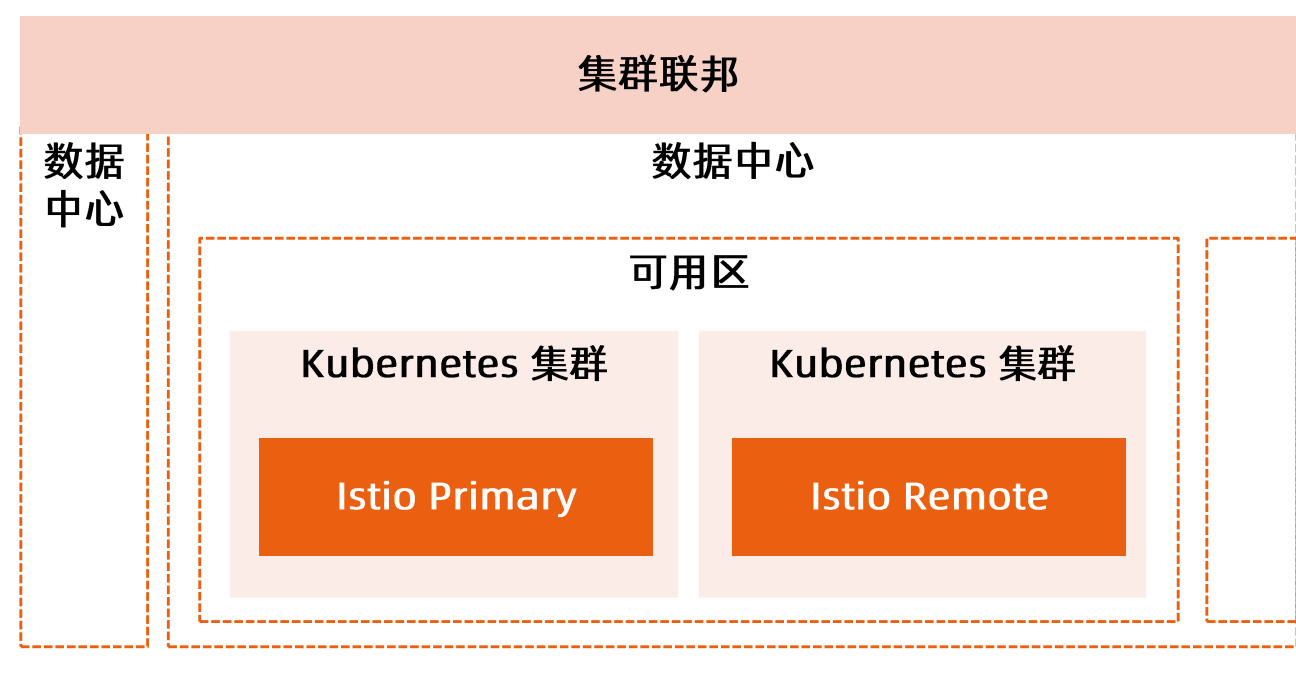 集群联邦
数据
中心
数据中心
可用区
Kubernetes 集群
Kubernetes 集群
Istio Primary
Istio Remote